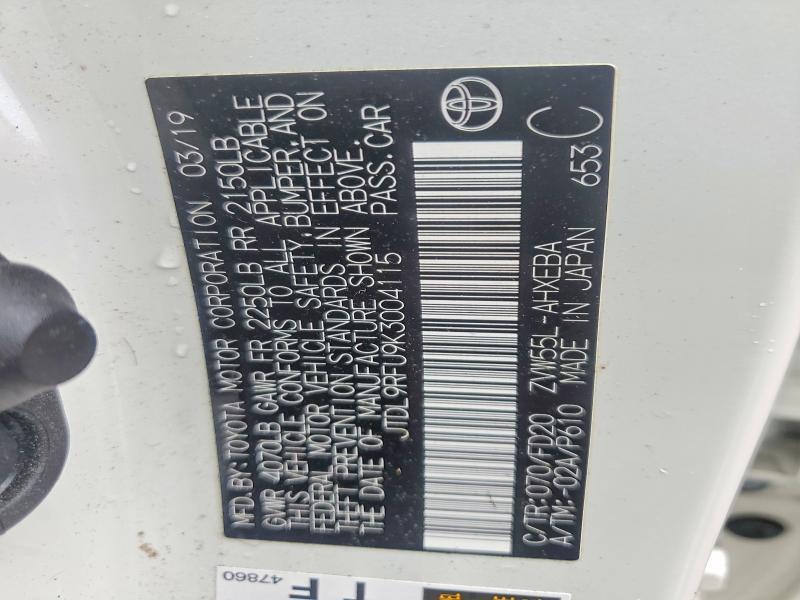 MFD.BY:TOYOTA MOTOR CORPORATION 03/19
GWR 4070LB GAWR FR 2250LB RR 2150LB
THIS VEHICLE CONFORMS TO ALL APPLICABLE
FEDERAL MOTOR VEHICLE SAFETY,BUMPER,AND
THEFT PREVENTION STANDARDS IN EFFECT ON
THE DATE OF MANUFACTURE SHOWN ABOVE.
JTDL9RFU9K3004115 PASS.CAR
C/TR:070/FD20 ZVW55L-AHXEBA
A/TM:-02A/P610 MADE IN JAPAN 653 C
47860